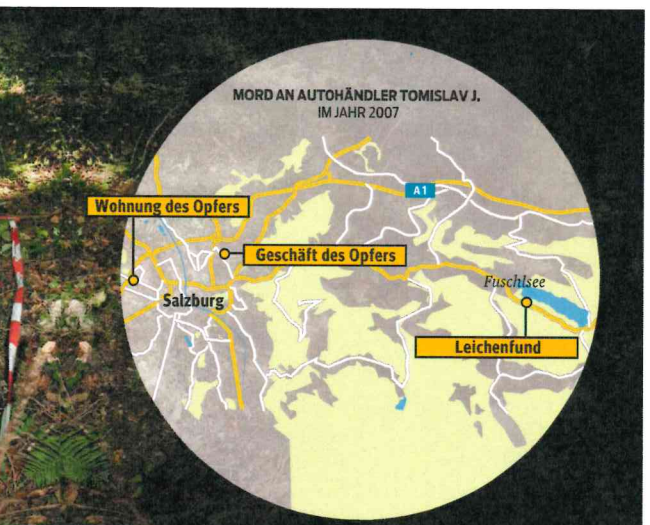 MORD AN AUTOHÄNDLER TOMISLAV J.
IM JAHR 2007
A1
Wohnung des Opfers
Geschäft des Opfers
Salzburg
Fuschlsee
Leichenfund